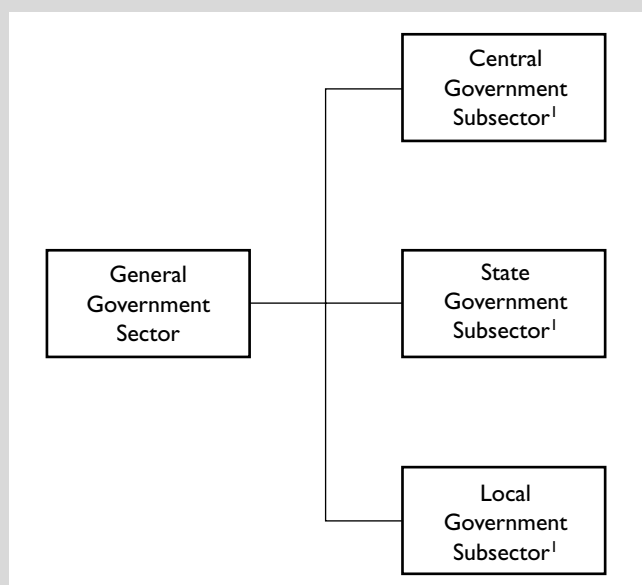 Central
Government
Subsector¹
General
Government
Sector
State
Government
Subsector¹
Local
Government
Subsector¹